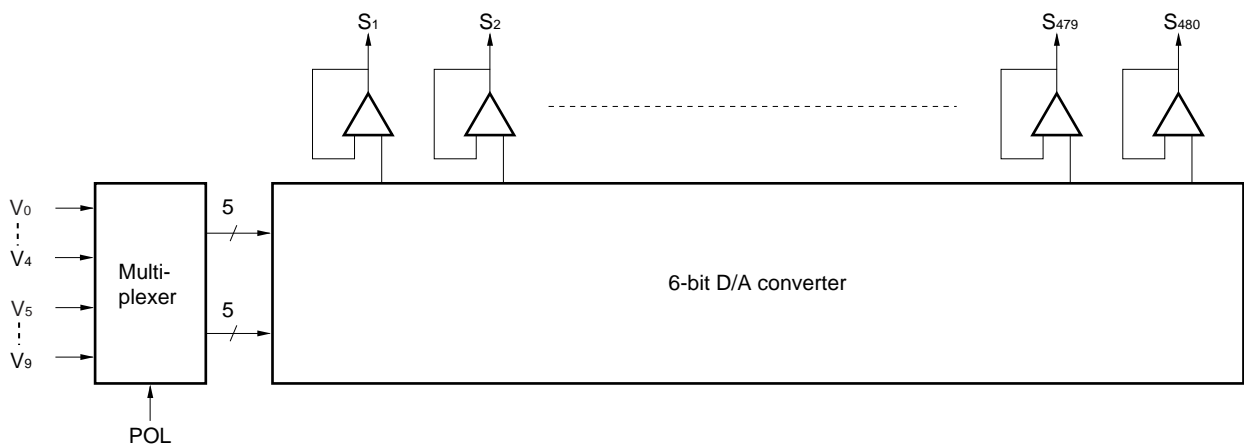 S1 S2 S479 S480
V0
V4
V5
V9
Multi-
plexer
5
5
6-bit D/A converter
POL